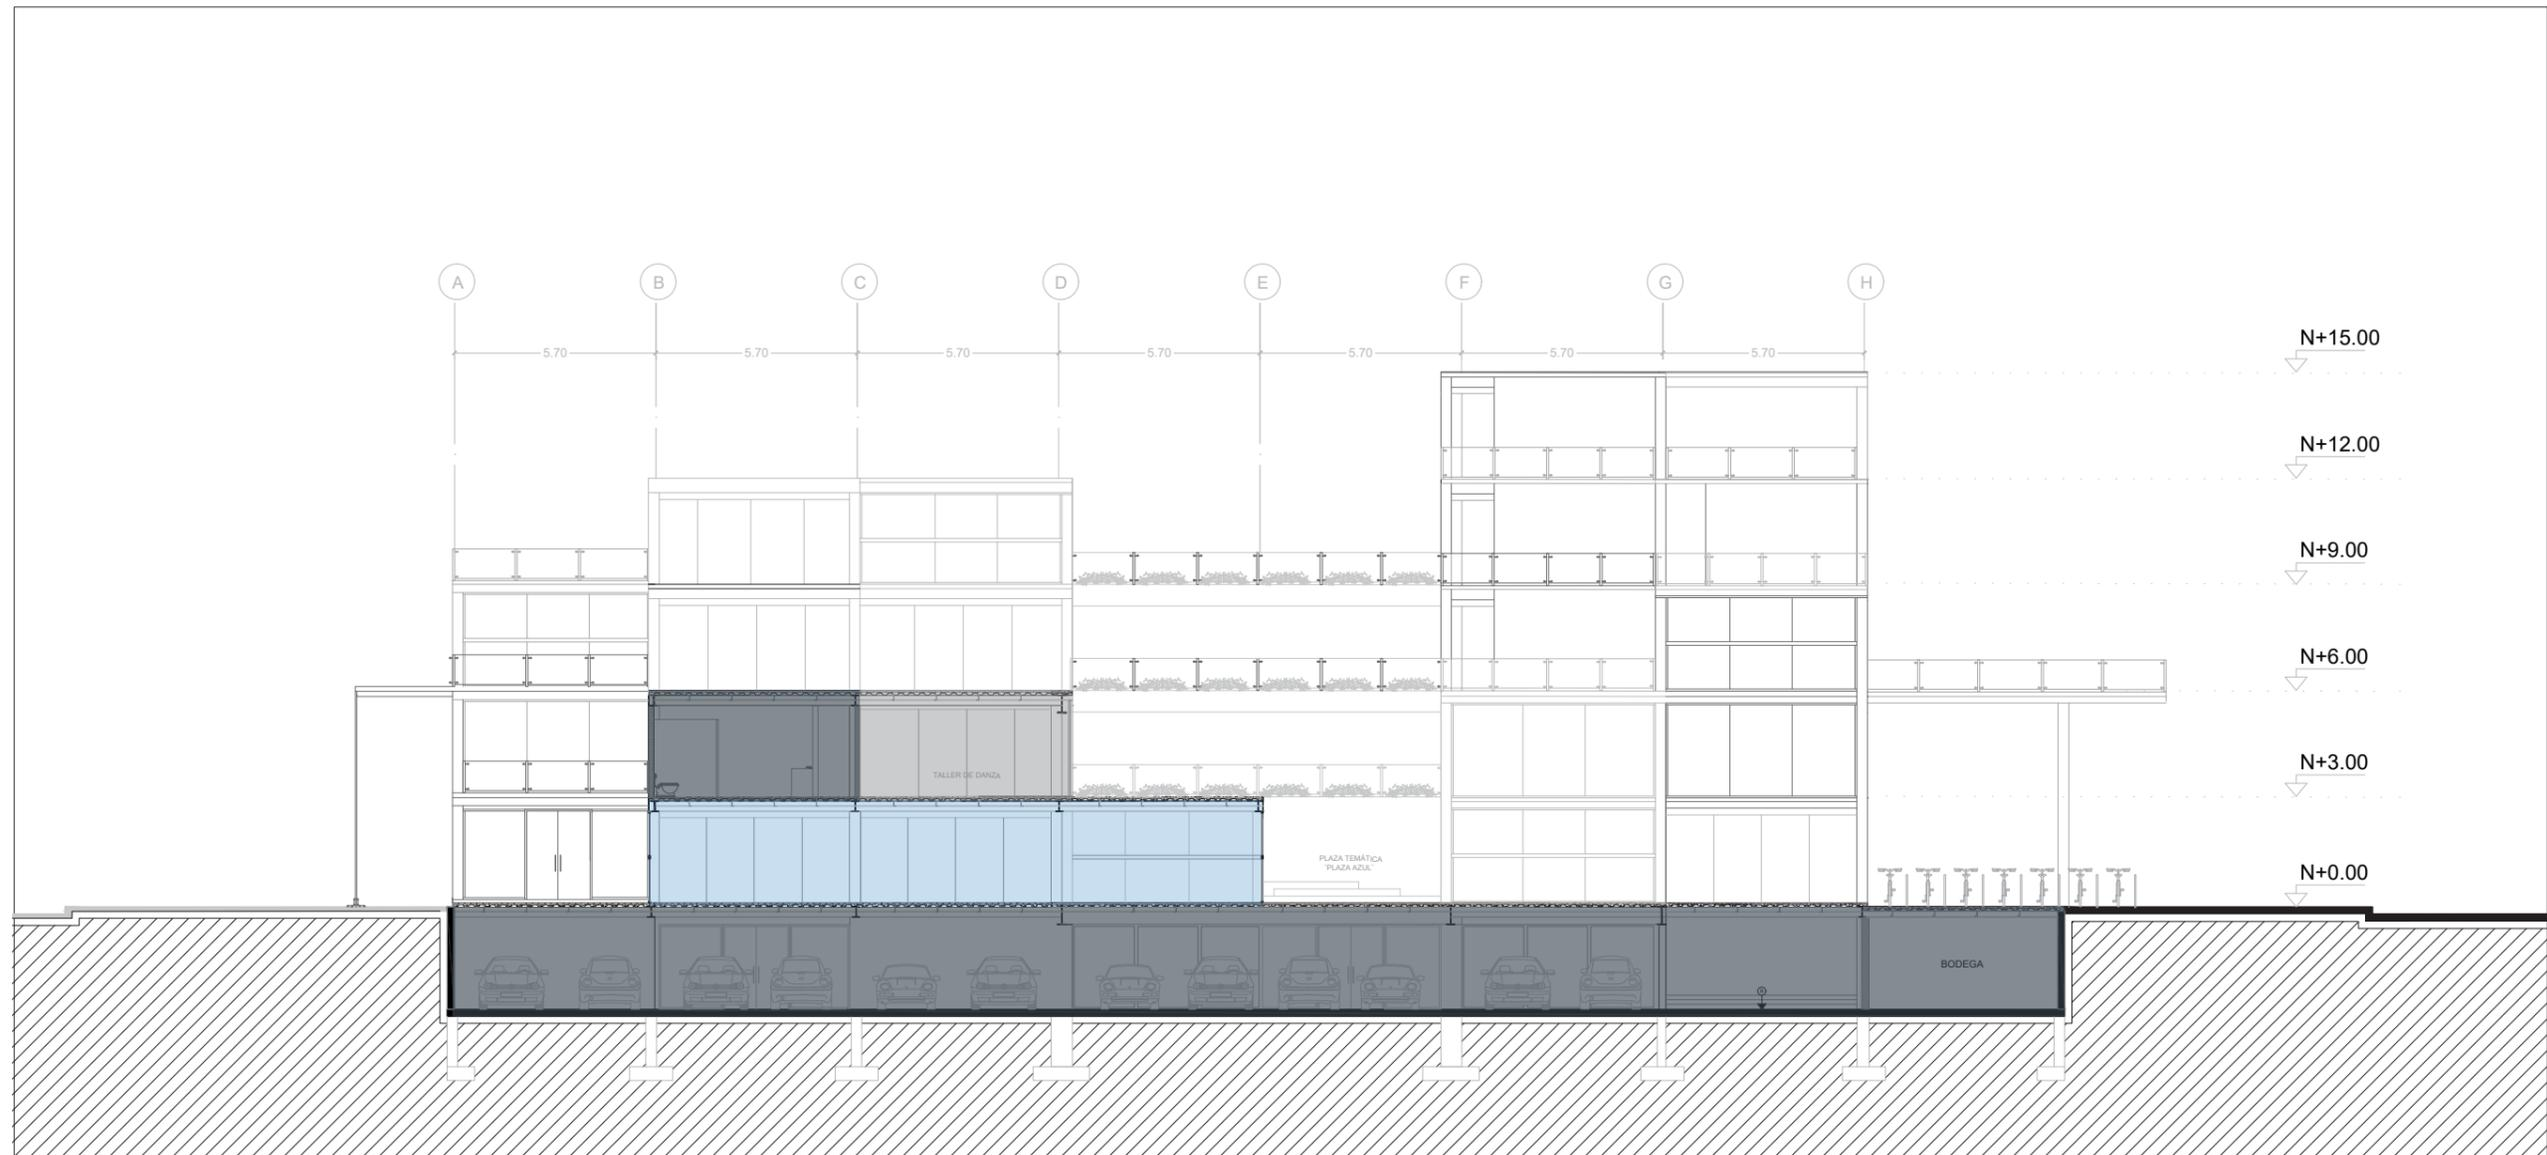 A
B
C
D
E
F
G
H
N+15.00
5.70
5.70
5.70
5.70
5.70
5.70
5.70
N+12.00
N+9.00
N+6.00
TALLER DE DANZA
N+3.00
PLAZA TEMÁTICA
"PLAZA AZUL"
N+0.00
BODEGA